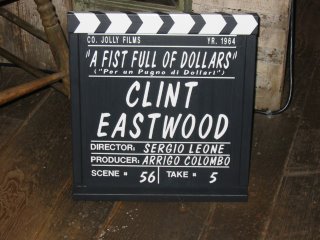 CO. JOLLY FILMS YR. 1964
"A FIST FULL OF DOLLARS"
("Per un Pugno di Dollari")
CLINT
EASTWOOD
DIRECTOR: SERGIO LEONE
PRODUCER: ARRIGO COLOMBO
SCENE # 56 TAKE # 5